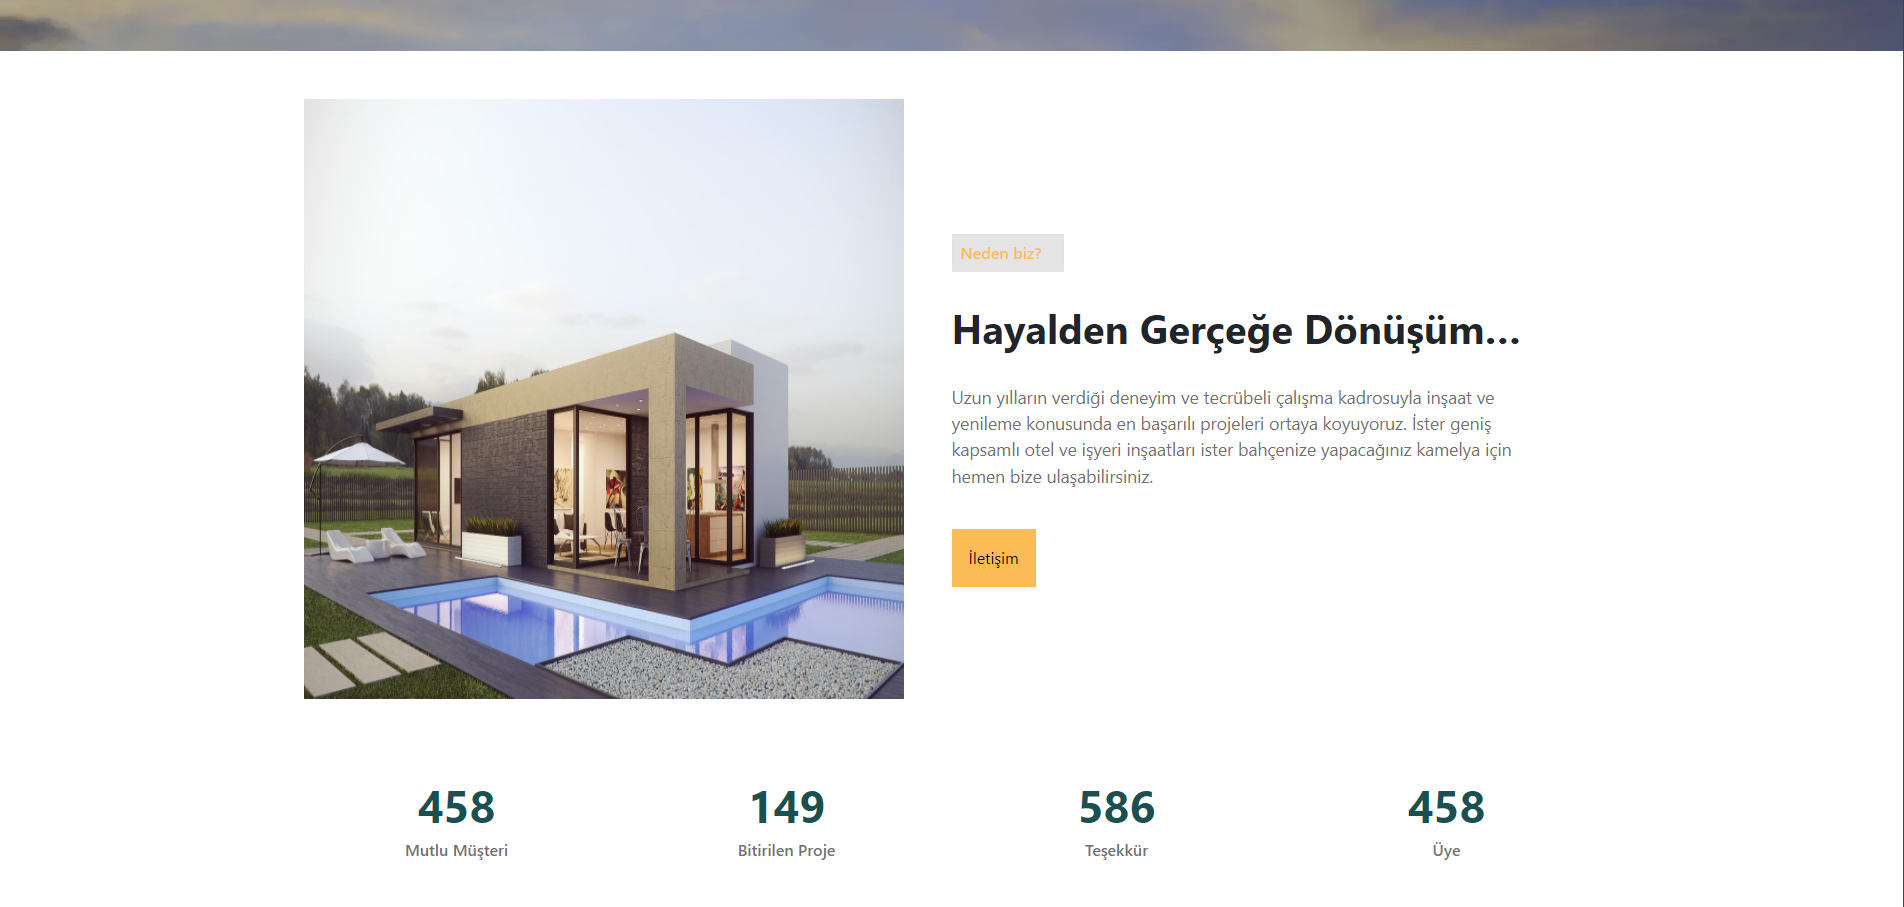 Neden biz?
Hayalden Gerçeğe Dönüşüm...
Uzun yılların verdiği deneyim ve tecrübeli çalışma kadrosuyla inşaat ve
yenileme konusunda en başarılı projeleri ortaya koyuyoruz. İster geniş
kapsamlı otel ve işyeri inşaatları ister bahçenize yapacağınız kamelya için
hemen bize ulaşabilirsiniz.
İletişim
458
Mutlu Müşteri
149
Bitirilen Proje
586
Teşekkür
458
Üye